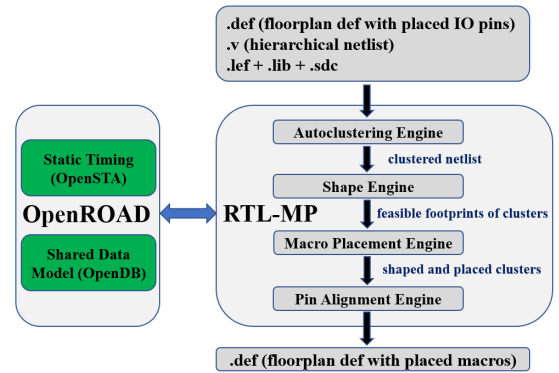 .def (floorplan def with placed IO pins)
.v (hierarchical netlist)
.lef + .lib + .sdc
Static Timing
(OpenSTA)
OpenROAD
Shared Data
Model (OpenDB)
RTL-MP
Autoclustering Engine
clustered netlist
Shape Engine
feasible footprints of clusters
Macro Placement Engine
shaped and placed clusters
Pin Alignment Engine
.def (floorplan def with placed macros)